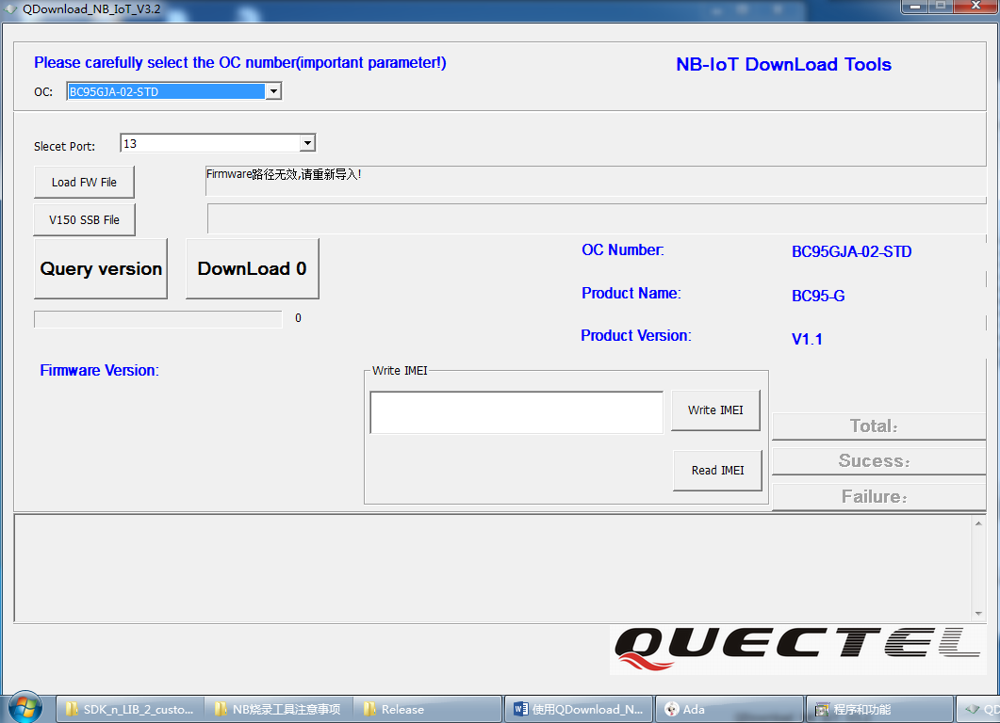 QDownload_NB_IoT_V3.2
Please carefully select the OC number(important parameter!)
NB-IoT DownLoad Tools
OC:
BC95GJA-02-STD
Slecet Port:
13
Load FW File
Firmware路径无效,请重新导入!
V150 SSB File
Query version
DownLoad 0
OC Number:
BC95GJA-02-STD
Product Name:
BC95-G
0
Product Version:
V1.1
Firmware Version:
Write IMEI
Write IMEI
Read IMEI
Total:
Sucess:
Failure:
QUECTEL
SDK_n_LIB_2_custo...
NB烧录工具注意事项
Release
使用QDownload_N...
Ada
程序和功能
QD